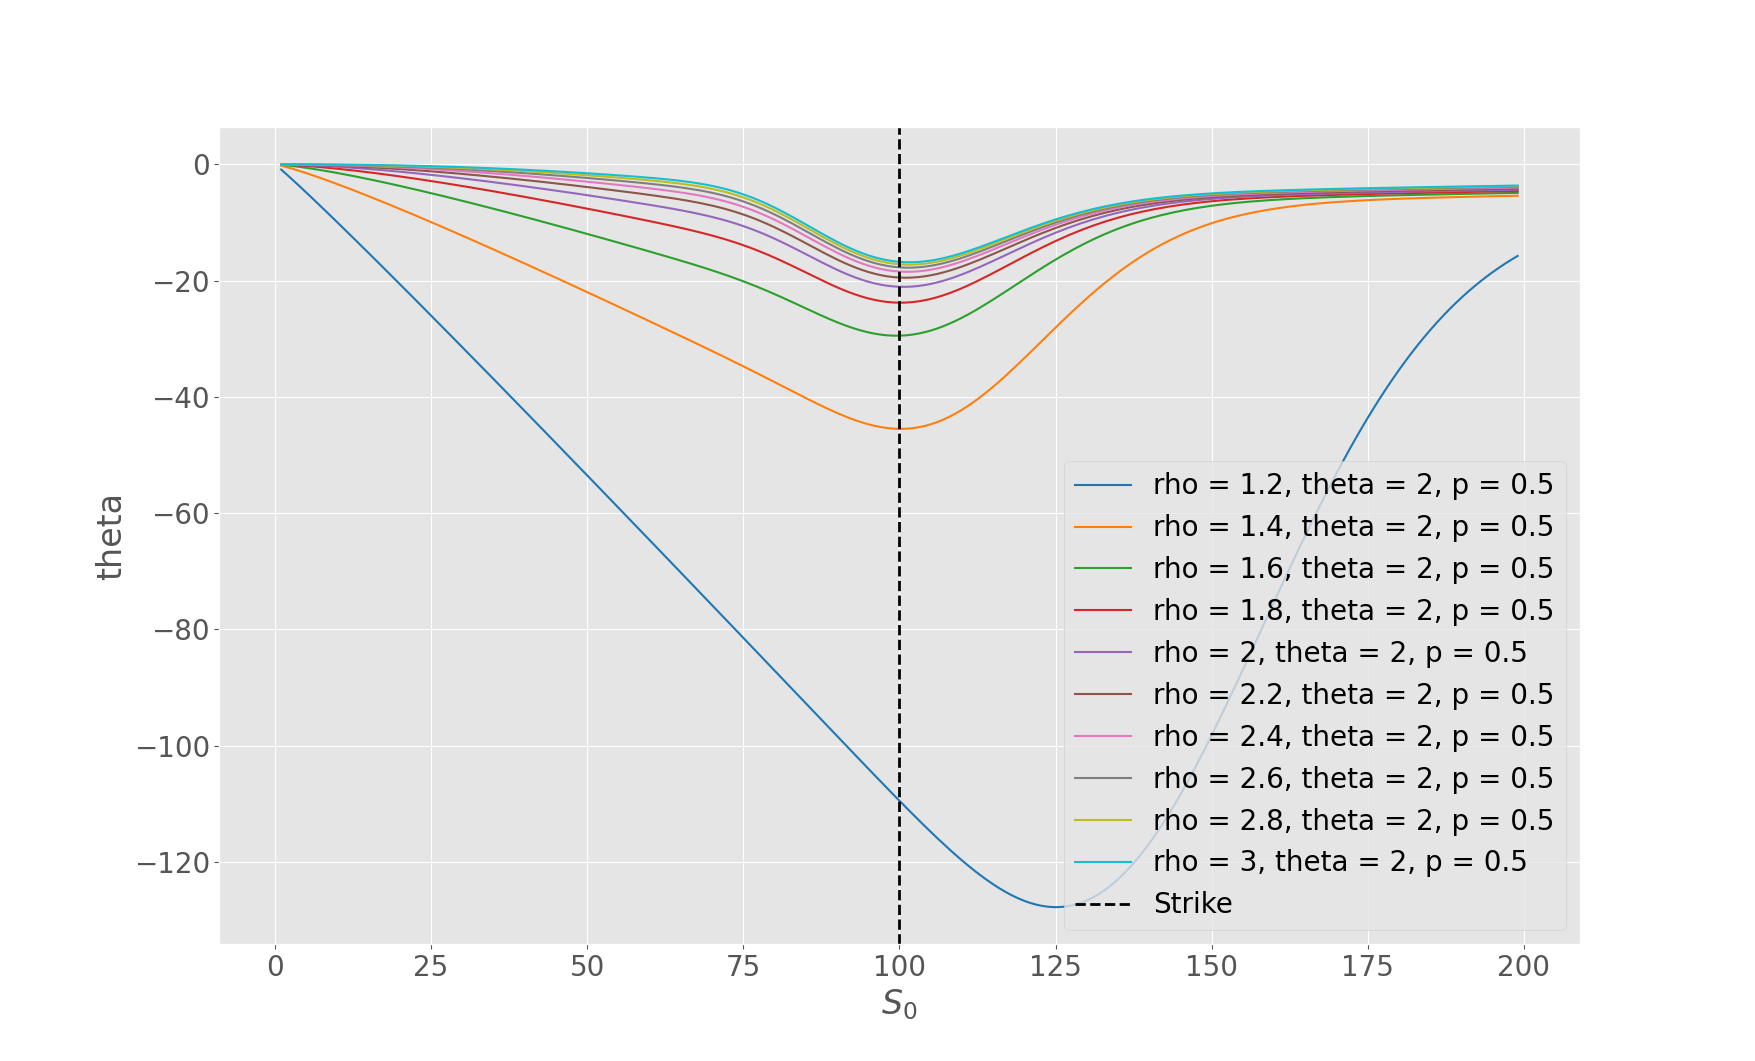 0
−20
−40
−60
−80
−100
−120
theta
rho = 1.2, theta = 2, p = 0.5
rho = 1.4, theta = 2, p = 0.5
rho = 1.6, theta = 2, p = 0.5
rho = 1.8, theta = 2, p = 0.5
rho = 2, theta = 2, p = 0.5
rho = 2.2, theta = 2, p = 0.5
rho = 2.4, theta = 2, p = 0.5
rho = 2.6, theta = 2, p = 0.5
rho = 2.8, theta = 2, p = 0.5
rho = 3, theta = 2, p = 0.5
Strike
0 25 50 75 100 125 150 175 200
S₀